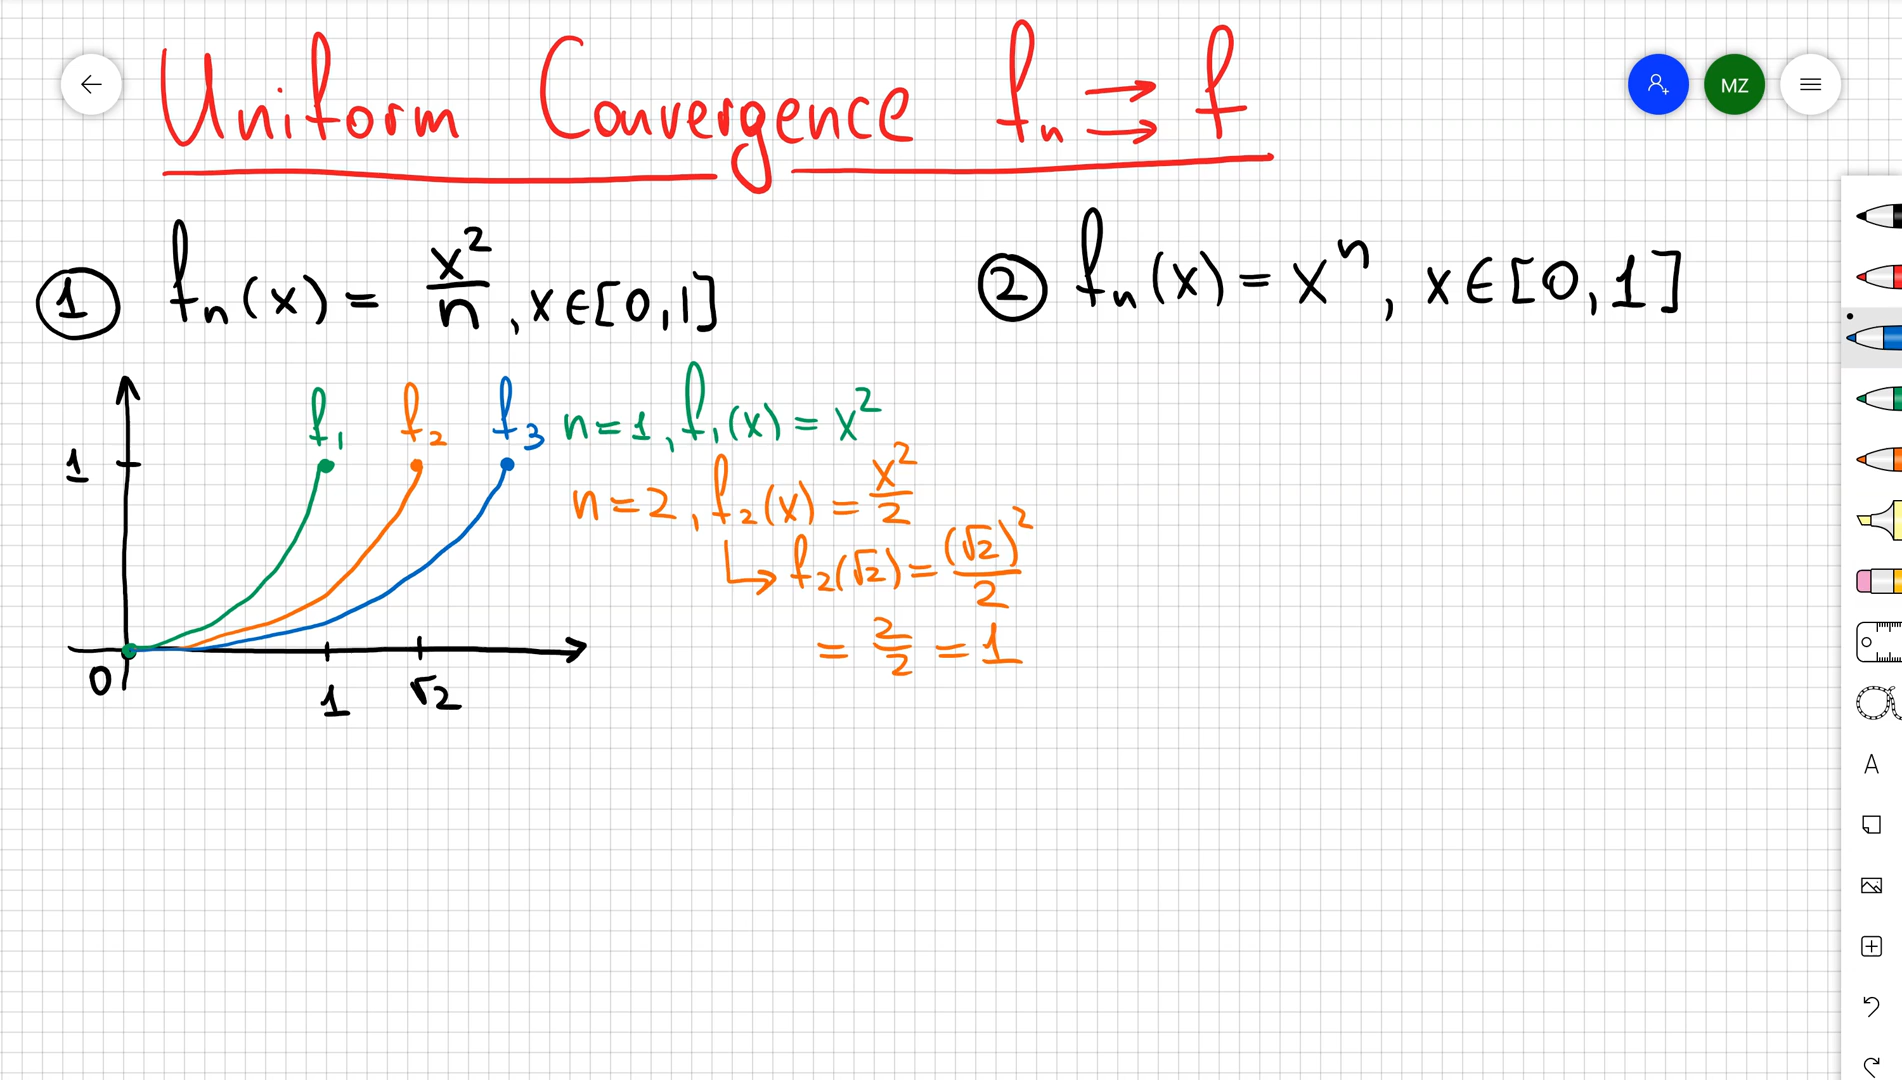 Uniform Convergence fₙ ⇉ f
① fₙ(x) = x²/n, x∈[0,1]
② fₙ(x) = xⁿ, x∈[0,1]
MZ
f₁ f₂ f₃
n=1, f₁(x) = x²
1
n=2, f₂(x) = x²/2
↳ f₂(√2) = (√2)²/2
= 2/2 = 1
0
1 √2
A